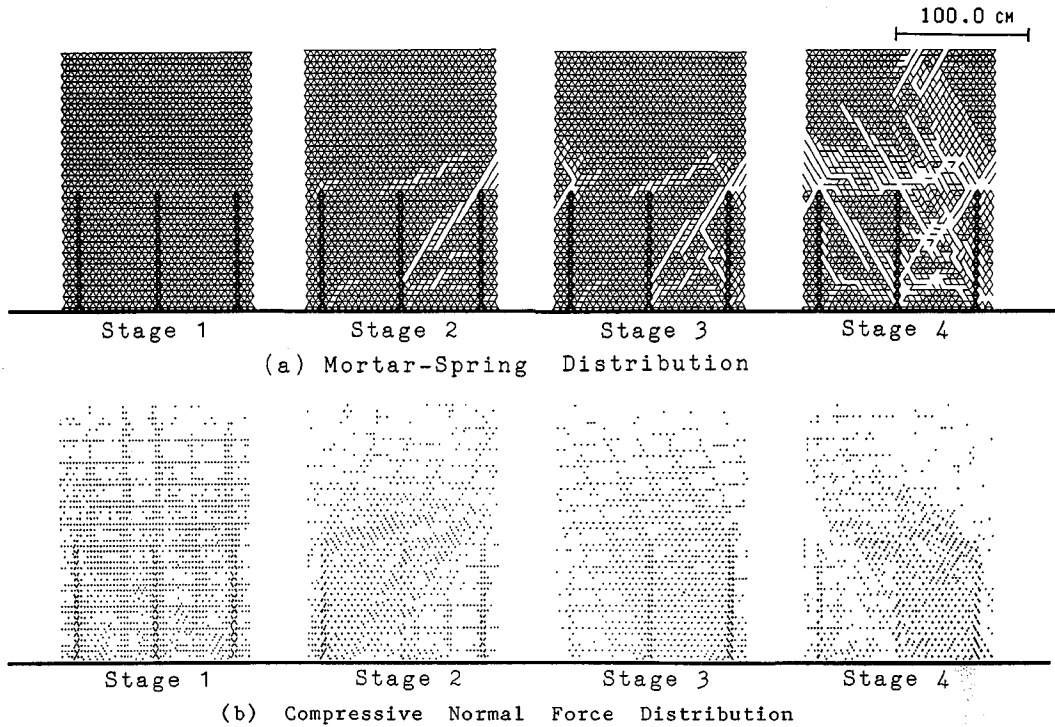 100.0 CM
Stage 1 Stage 2 Stage 3 Stage 4
(a) Mortar-Spring Distribution
Stage 1 Stage 2 Stage 3 Stage 4
(b) Compressive Normal Force Distribution